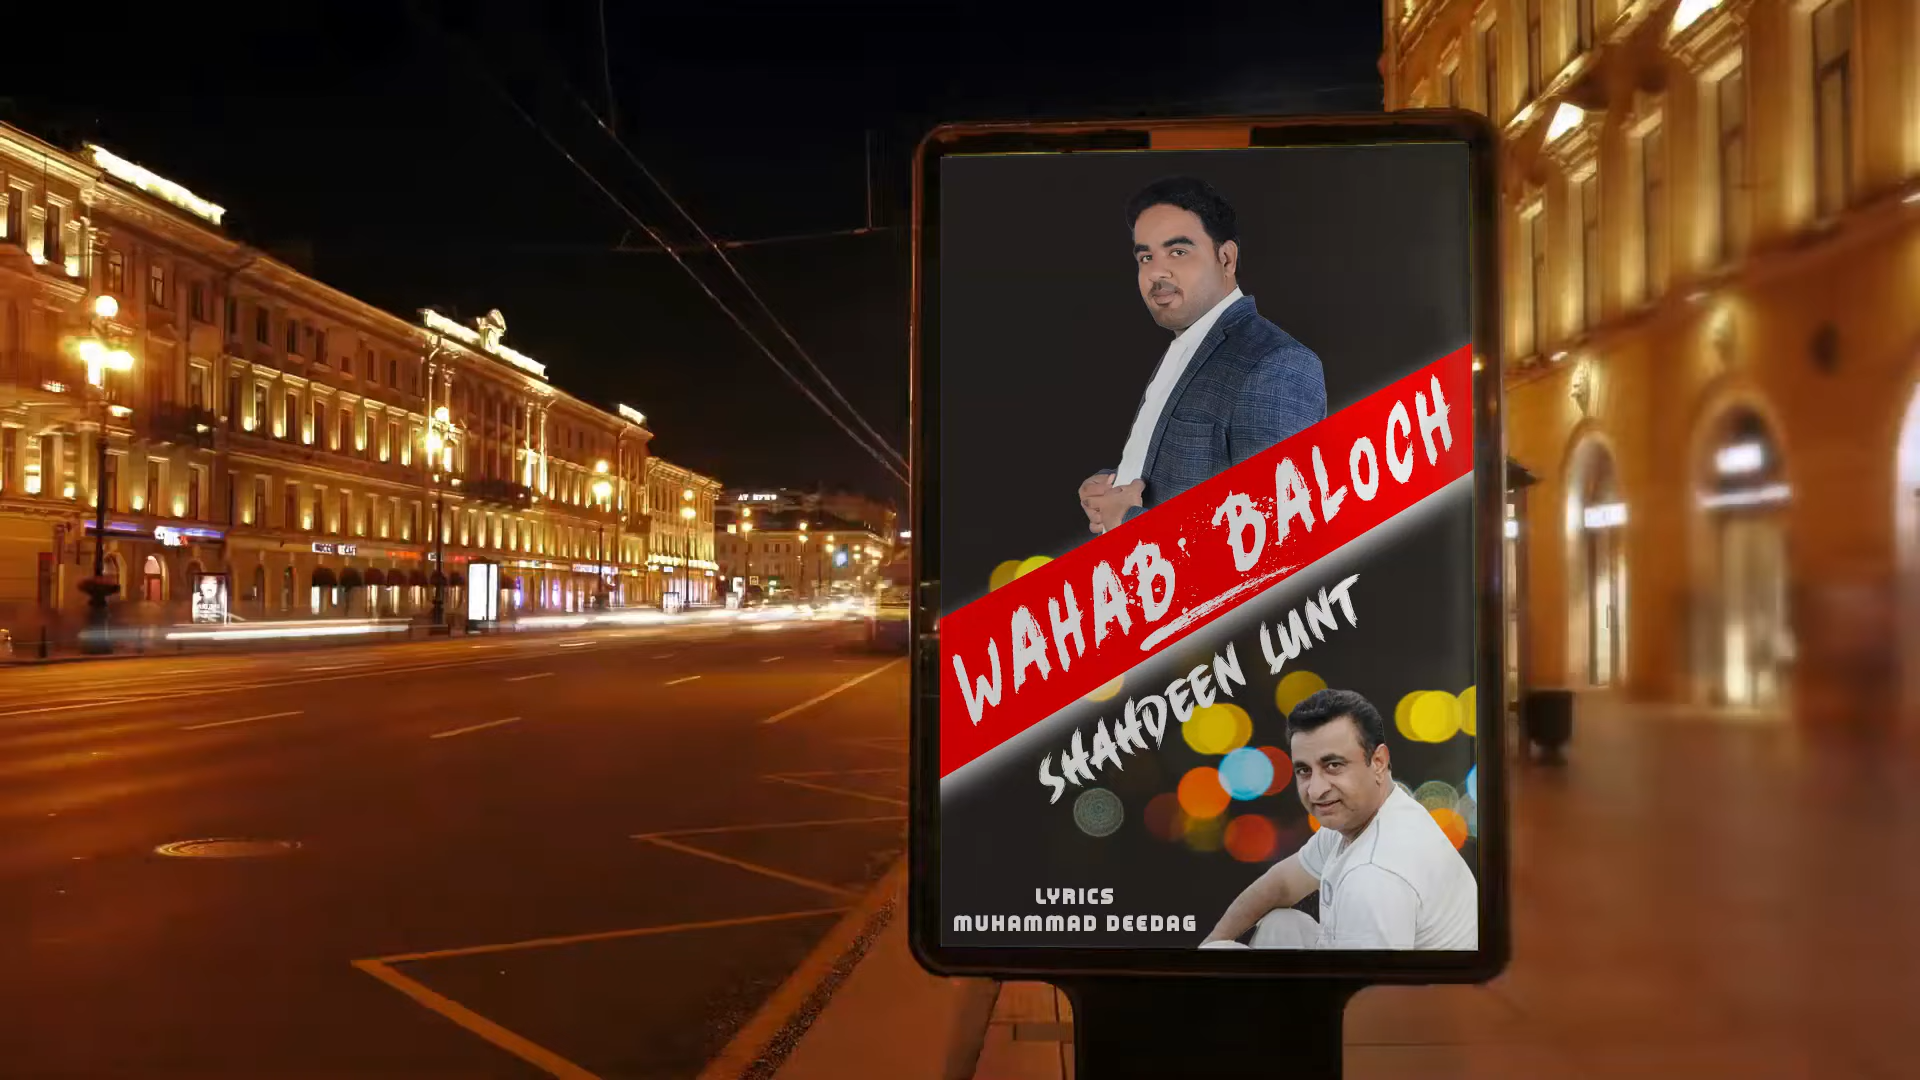 WAHAB BALOCH
SHAHDEEN LUNT
LYRICS
MUHAMMAD DEEDAG